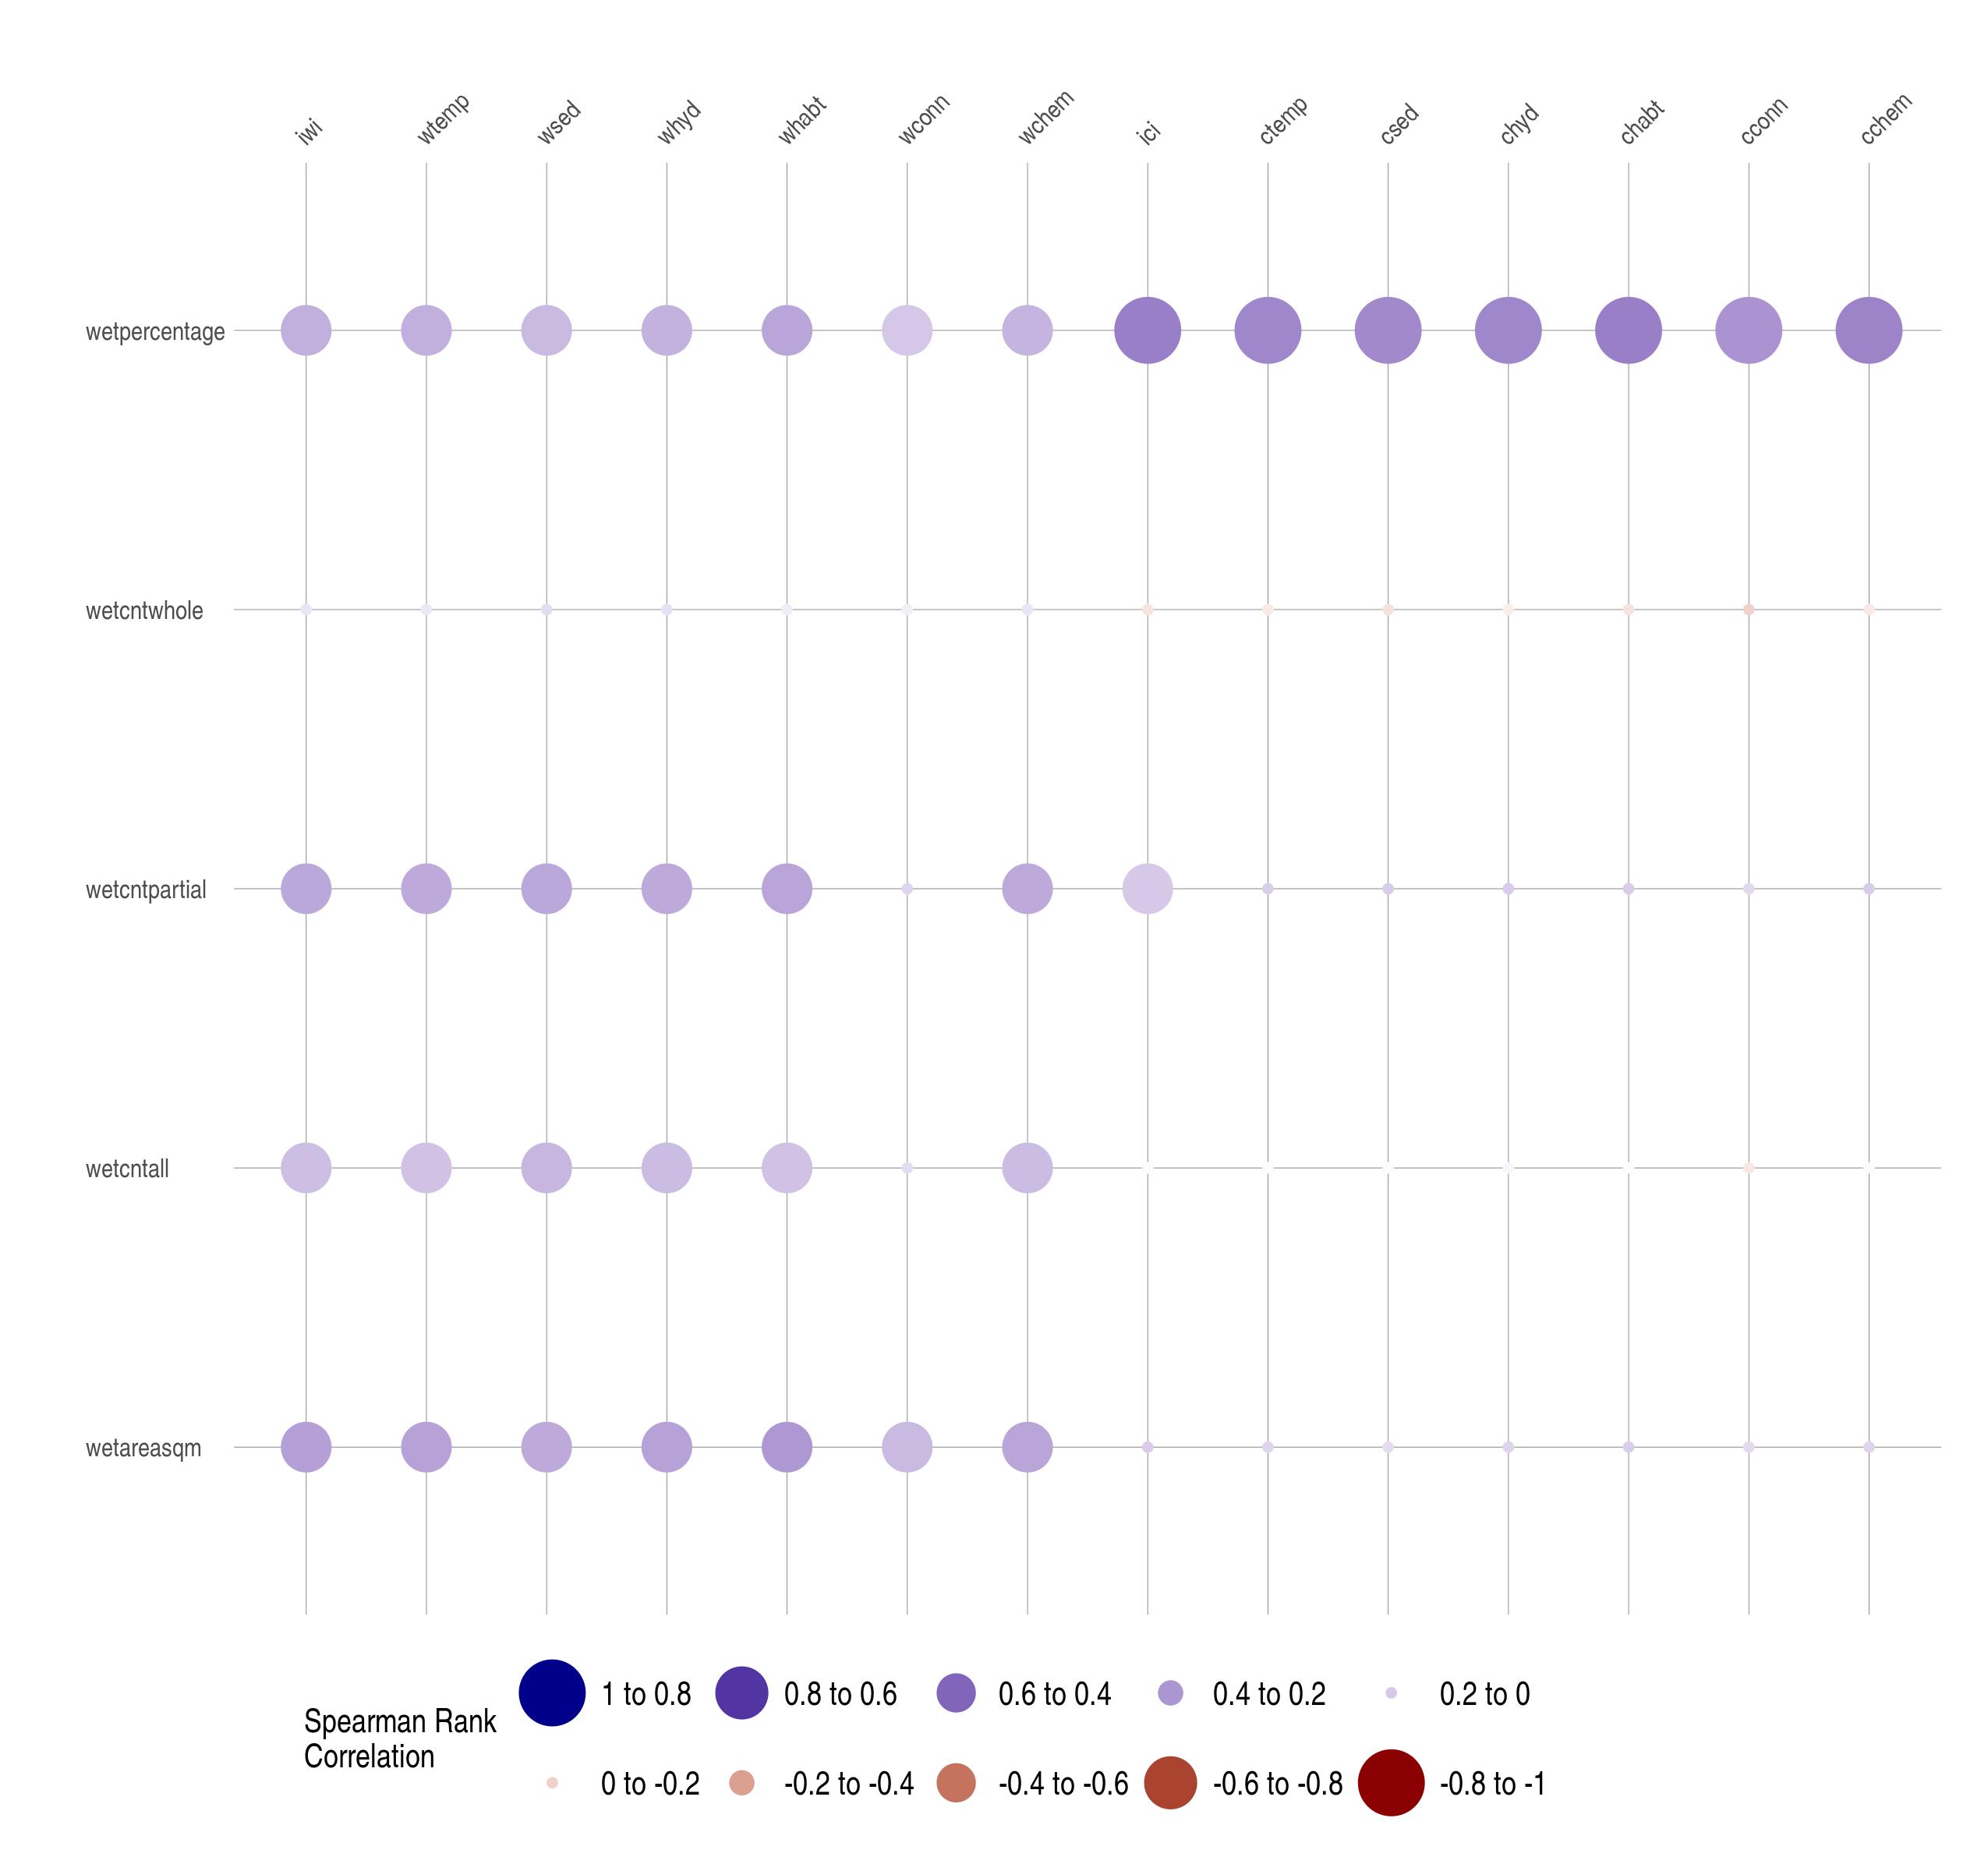 iwi wtemp wsed whyd whabt wconn wchem ici ctemp csed chyd chabt cconn cchem
wetpercentage
wetcntwhole
wetcntpartial
wetcntall
wetareasqm
Spearman Rank
Correlation
1 to 0.8 0.8 to 0.6 0.6 to 0.4 0.4 to 0.2 0.2 to 0
0 to -0.2 -0.2 to -0.4 -0.4 to -0.6 -0.6 to -0.8 -0.8 to -1